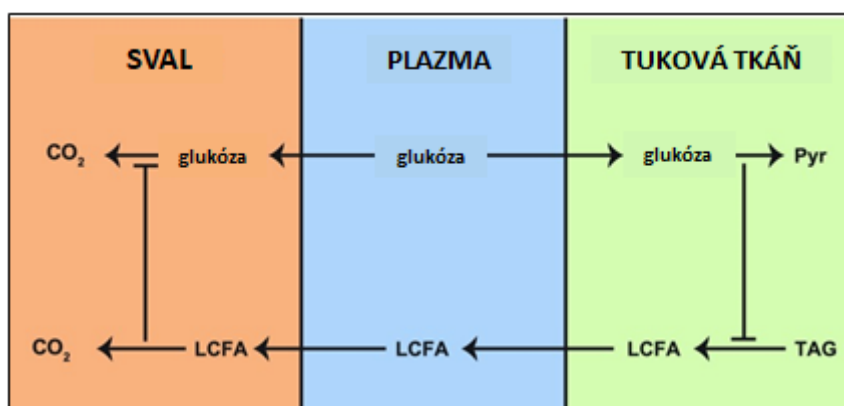 SVAL PLAZMA TUKOVÁ TKÁŇ
CO₂ glukóza glukóza glukóza Pyr
CO₂ LCFA LCFA LCFA TAG